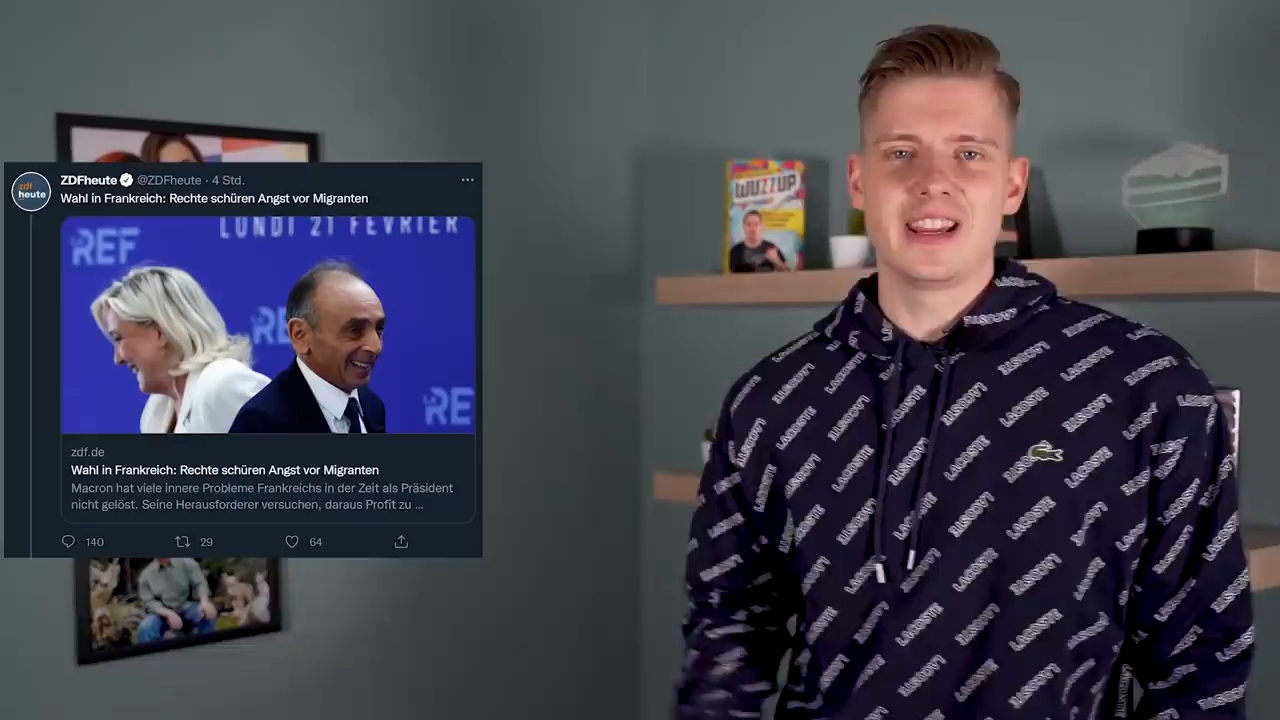 zdf
heute
ZDFheute @ZDFheute · 4 Std.
Wahl in Frankreich: Rechte schüren Angst vor Migranten
LUNDI 21 FÉVRIER
REF
RE
RE
zdf.de
Wahl in Frankreich: Rechte schüren Angst vor Migranten
Macron hat viele innere Probleme Frankreichs in der Zeit als Präsident
nicht gelöst. Seine Herausforderer versuchen, daraus Profit zu ...
140 29 64
WUZZUP
LACOSTE